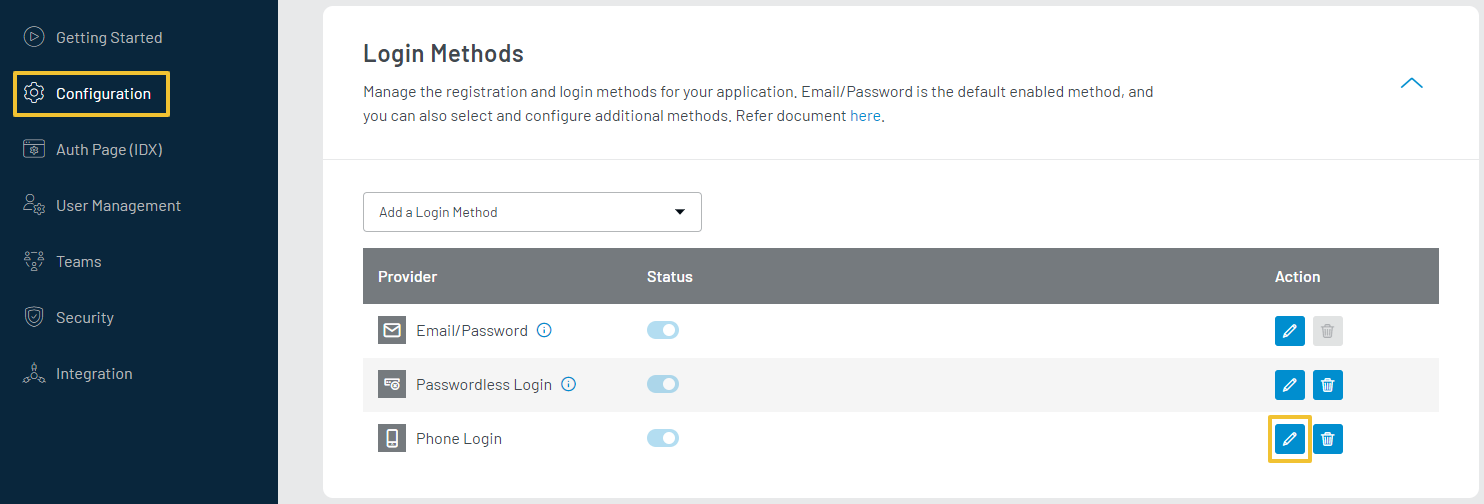 Getting Started
Configuration
Auth Page (IDX)
User Management
Teams
Security
Integration
Login Methods
Manage the registration and login methods for your application. Email/Password is the default enabled method, and
you can also select and configure additional methods. Refer document here.
Add a Login Method
Provider Status Action
Email/Password
Passwordless Login
Phone Login